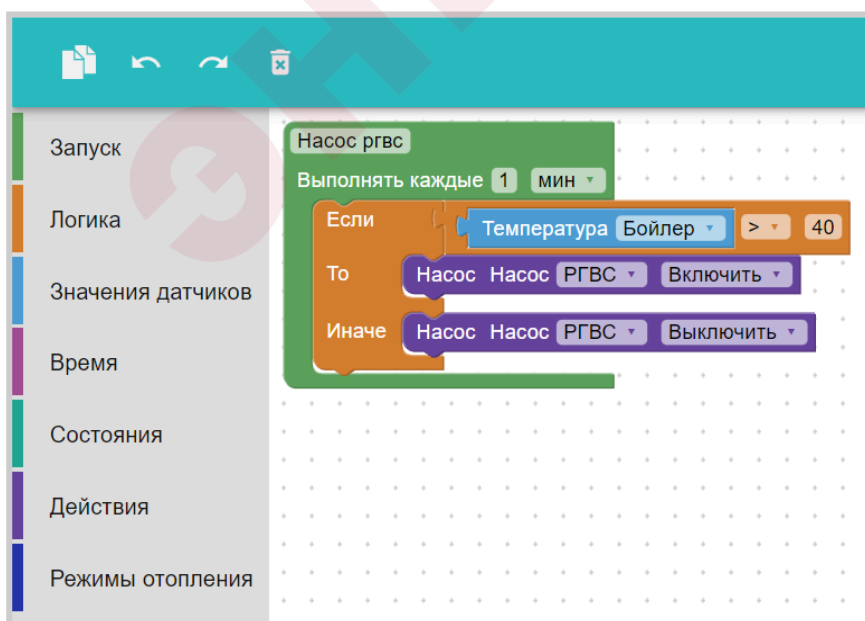 Запуск
Логика
Значения датчиков
Время
Состояния
Действия
Режимы отопления
Насос ргвс
Выполнять каждые 1 мин
Если Температура Бойлер > 40
То Насос Насос РГВС Включить
Иначе Насос Насос РГВС Выключить